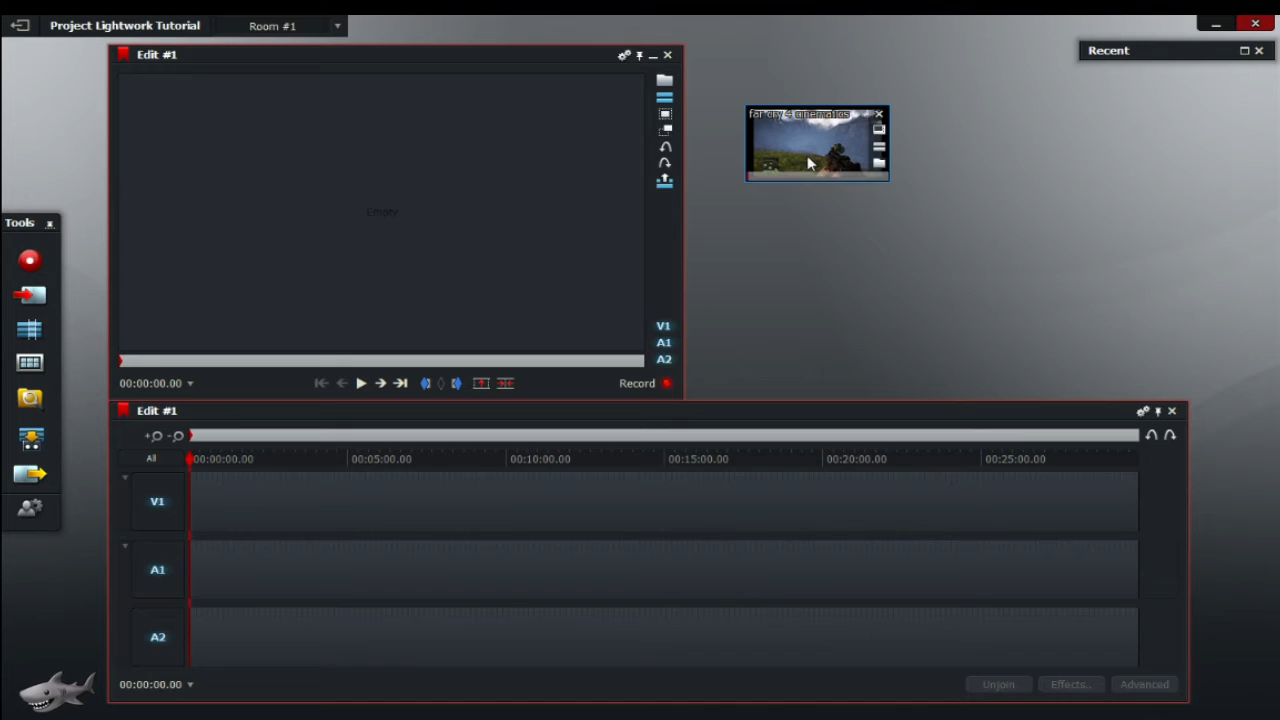 Project Lightwork Tutorial
Room #1
Edit #1
Recent
far cry 4 cinematics
Empty
Tools
V1
A1
A2
00:00:00.00
Record
Edit #1
All
00:00:00.00
00:05:00.00
00:10:00.00
00:15:00.00
00:20:00.00
00:25:00.00
V1
A1
A2
00:00:00.00
Unjoin
Effects..
Advanced